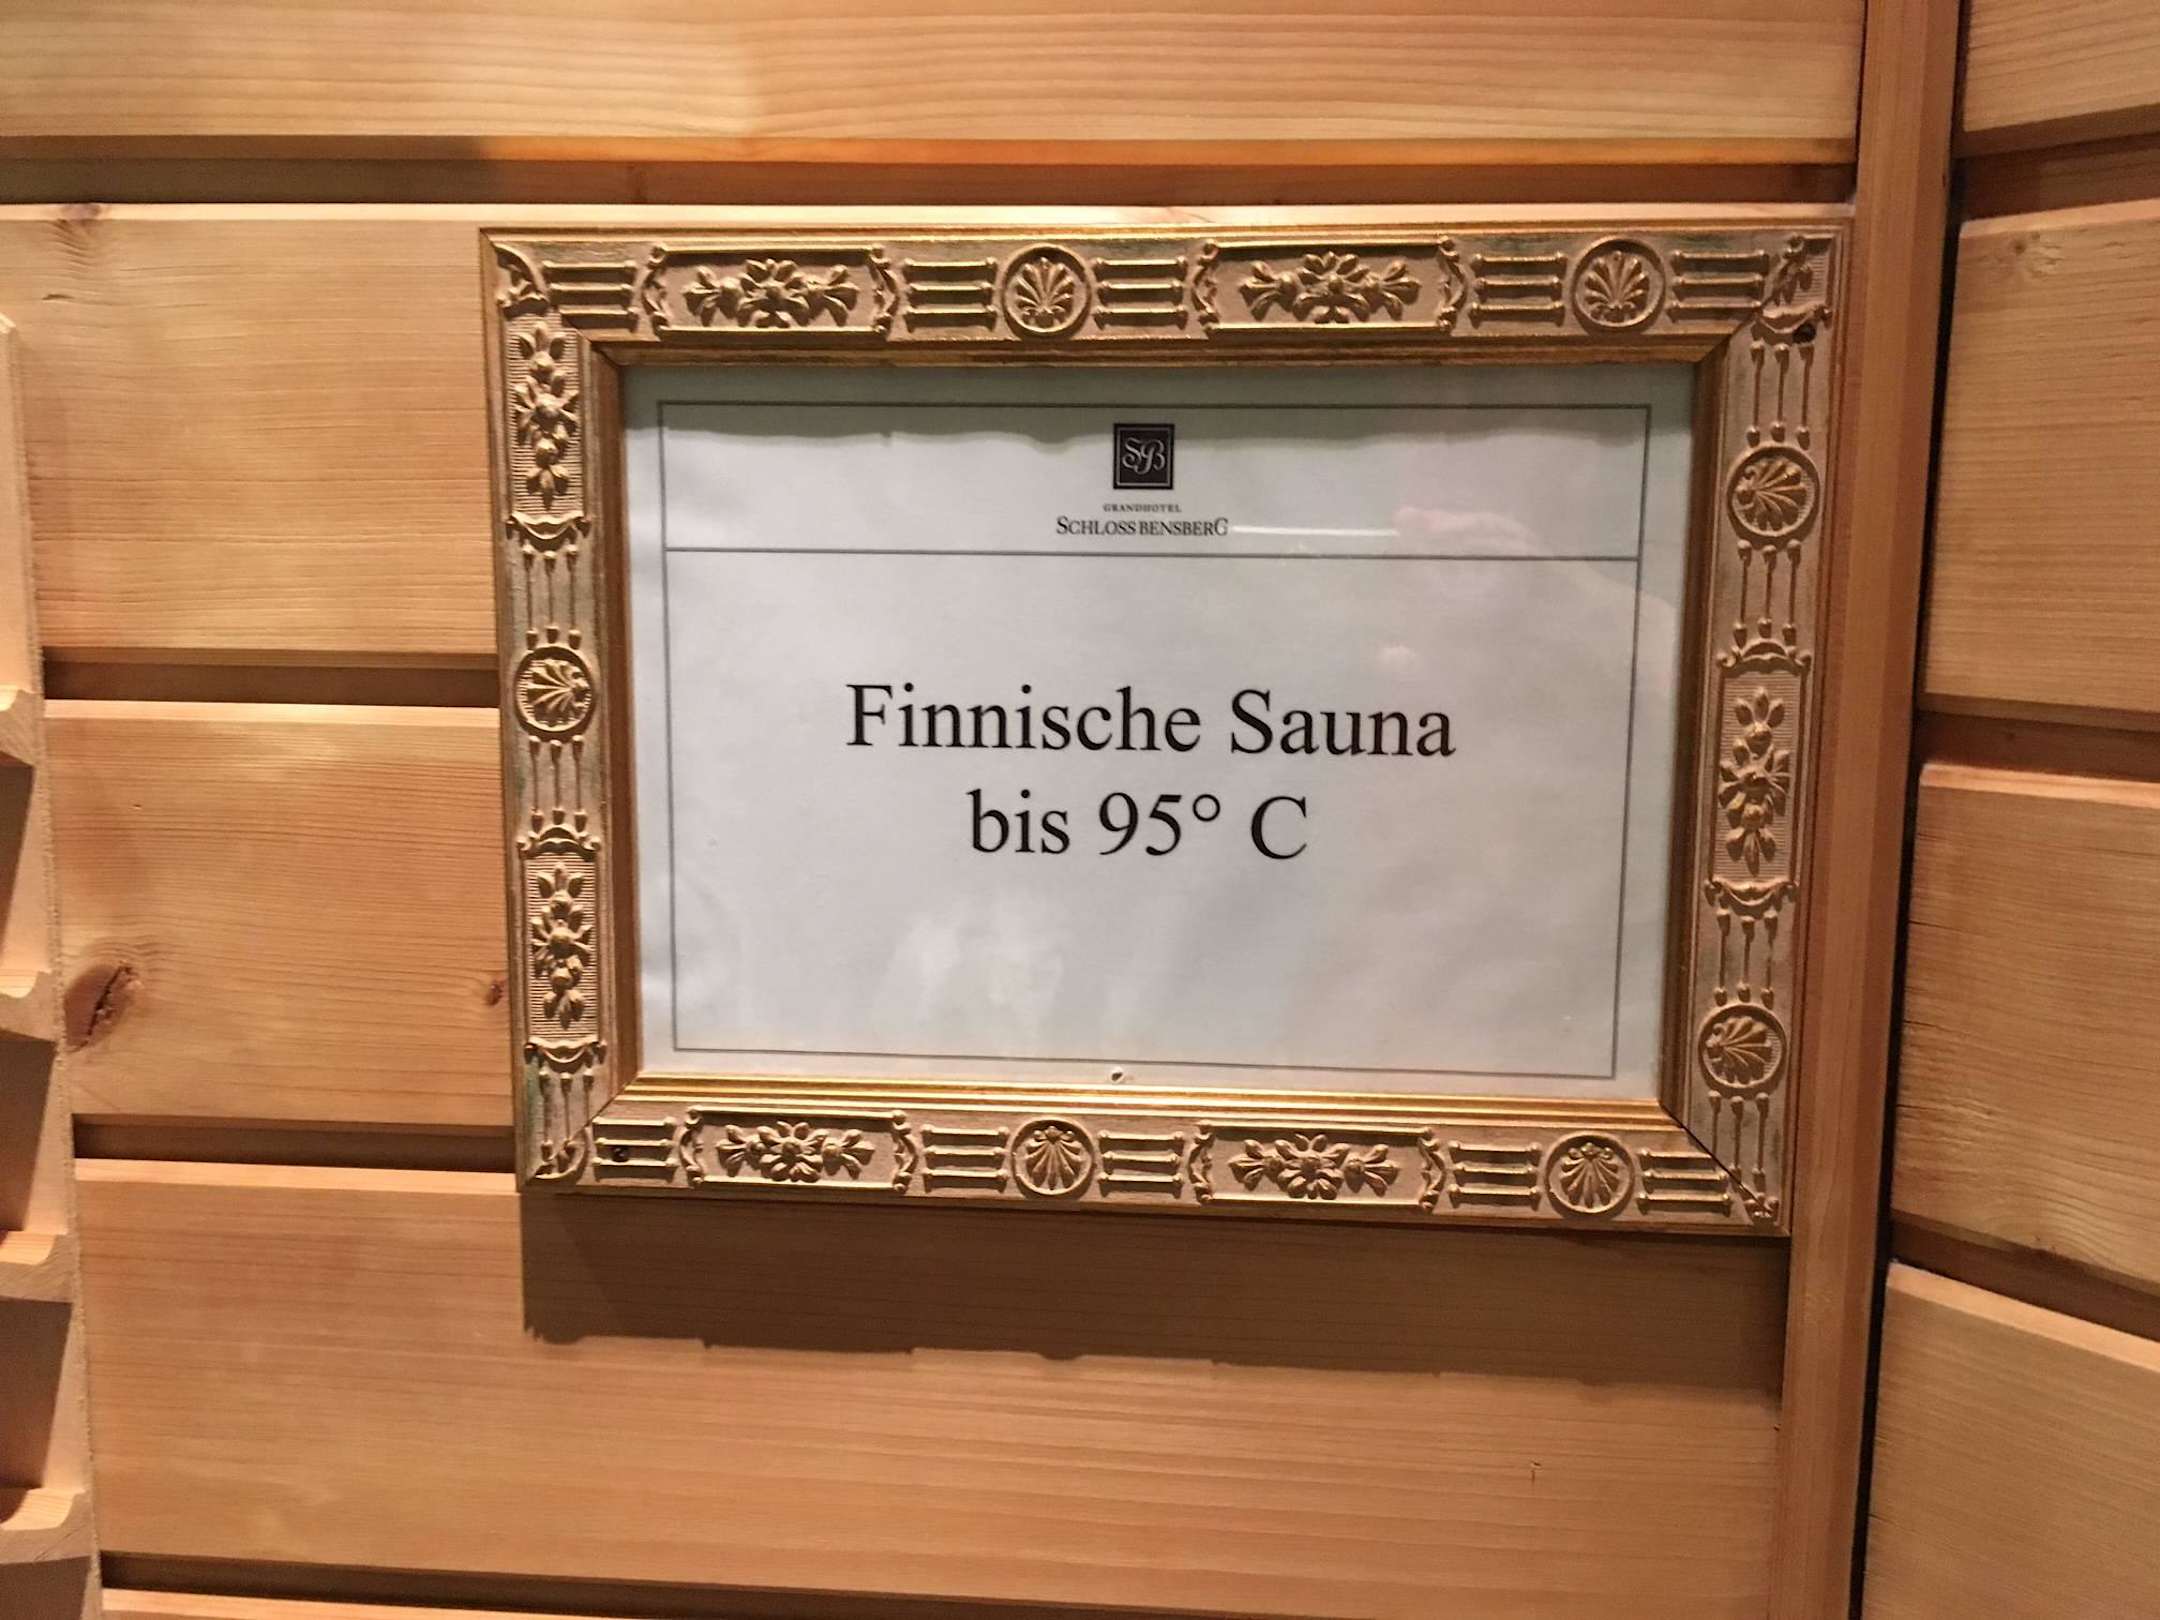 SB
GRANDHOTEL
SCHLOSS BENSBERG
Finnische Sauna
bis 95° C